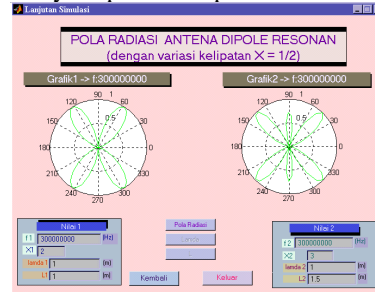 Lanjutan Simulasi
POLA RADIASI ANTENA DIPOLE RESONAN
(dengan variasi kelipatan X = 1/2)
Grafik1 -> f:300000000
Grafik2 -> f:300000000
90 1
120 60
0.5
150 30
180 0
210 330
240 300
270
90 1
120 60
0.5
150 30
180 0
210 330
240 300
270
Nilai 1
f1 300000000 (Hz)
X1 2
lamda1 1 (m)
L1 1 (m)
Pola Radiasi
Kembali
Keluar
Nilai 2
f2 300000000 (Hz)
X2 3
lamda 2 1 (m)
L2 1.5 (m)